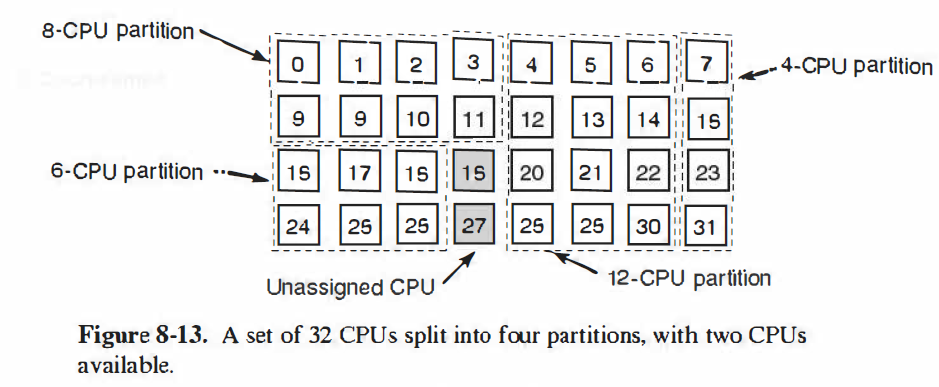 8-CPU partition
0 1 2 3 4 5 6 7
4-CPU partition
9 9 10 11 12 13 14 15
6-CPU partition
15 17 15 15 20 21 22 23
24 25 25 27 25 25 30 31
Unassigned CPU
12-CPU partition
Figure 8-13. A set of 32 CPUs split into four partitions, with two CPUs
available.